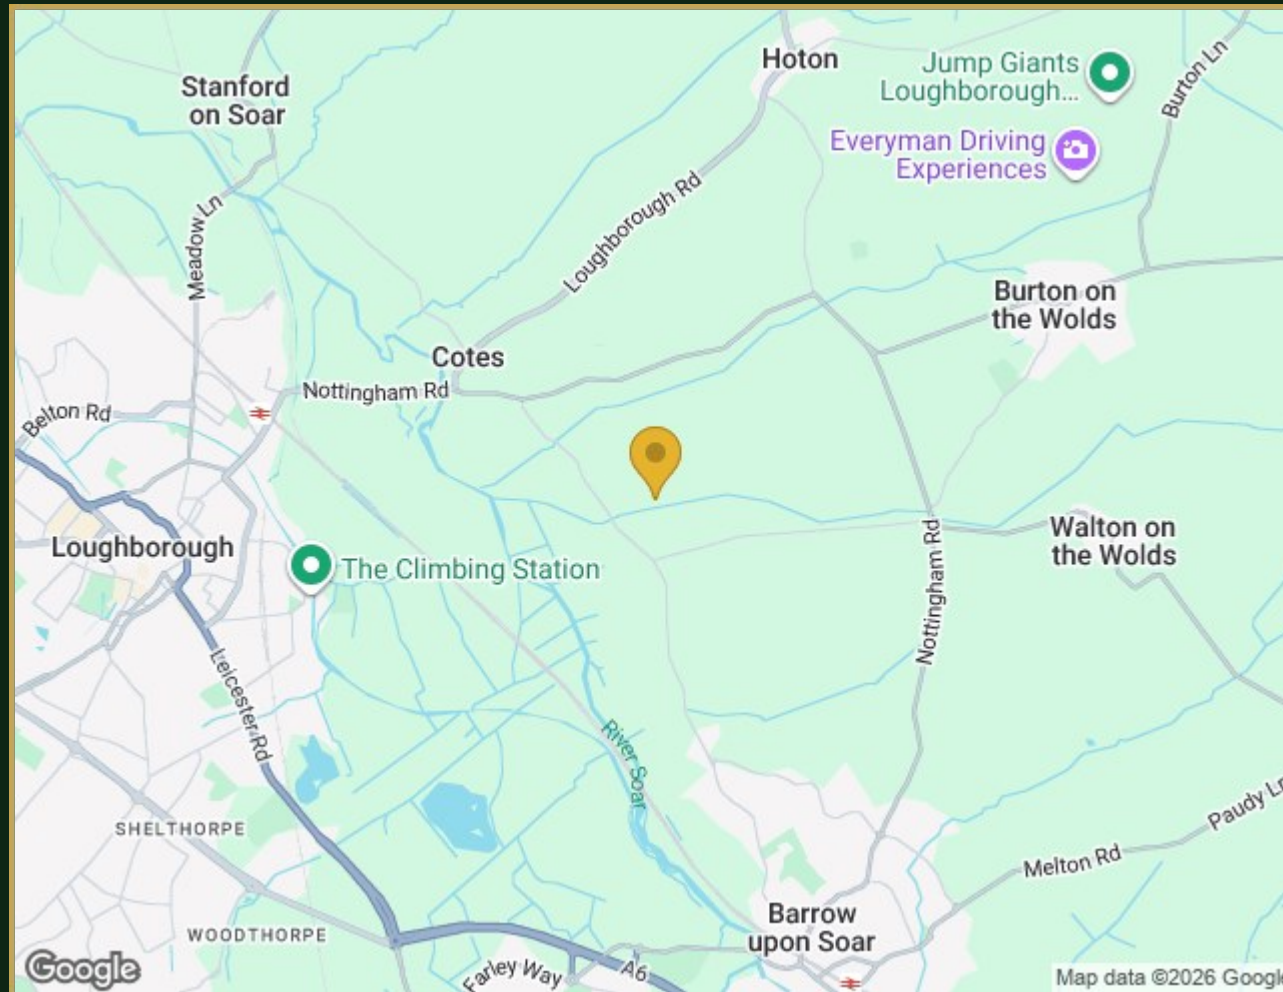 Hoton
Jump Giants
Loughborough...
Stanford
on Soar
Burton Ln
Everyman Driving
Experiences
Loughborough Rd
Meadow Ln
Burton on
the Wolds
Cotes
Nottingham Rd
Belton Rd
Loughborough
The Climbing Station
Walton on
the Wolds
Nottingham Rd
Leicester Rd
River Soar
SHELTHORPE
Paudy Ln
Melton Rd
Barrow
upon Soar
WOODTHORPE
Farley Way
A6
Google
Map data ©2026 Google